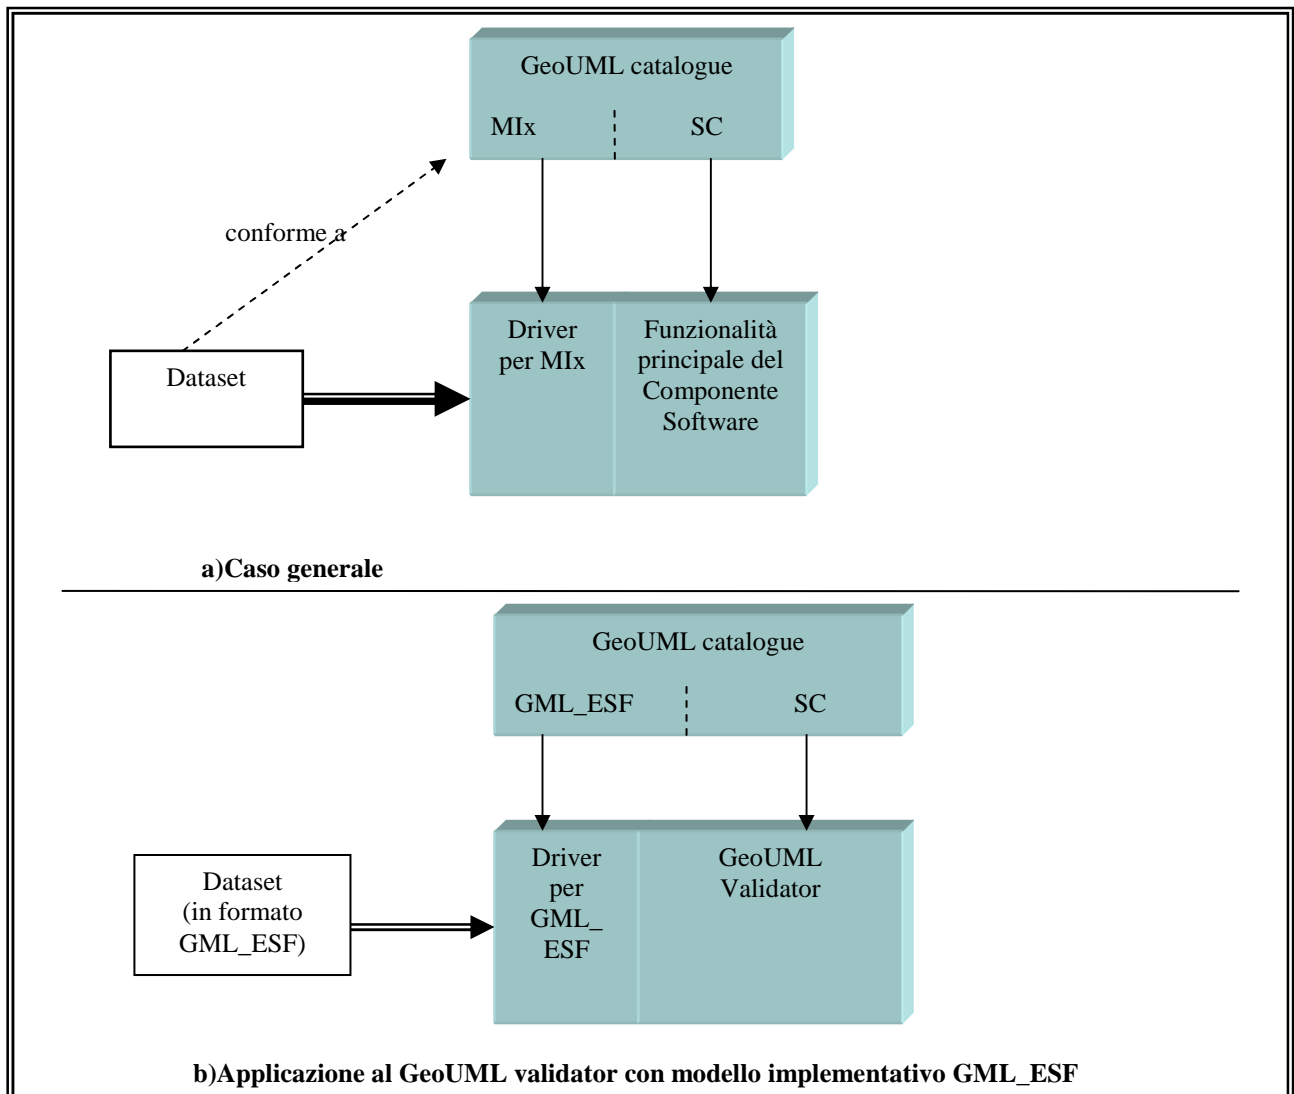 GeoUML catalogue
MIx SC
conforme a
Dataset
Driver
per MIx
Funzionalità
principale del
Componente
Software
a)Caso generale
GeoUML catalogue
GML_ESF SC
Dataset
(in formato
GML_ESF)
Driver
per
GML_
ESF
GeoUML
Validator
b)Applicazione al GeoUML validator con modello implementativo GML_ESF